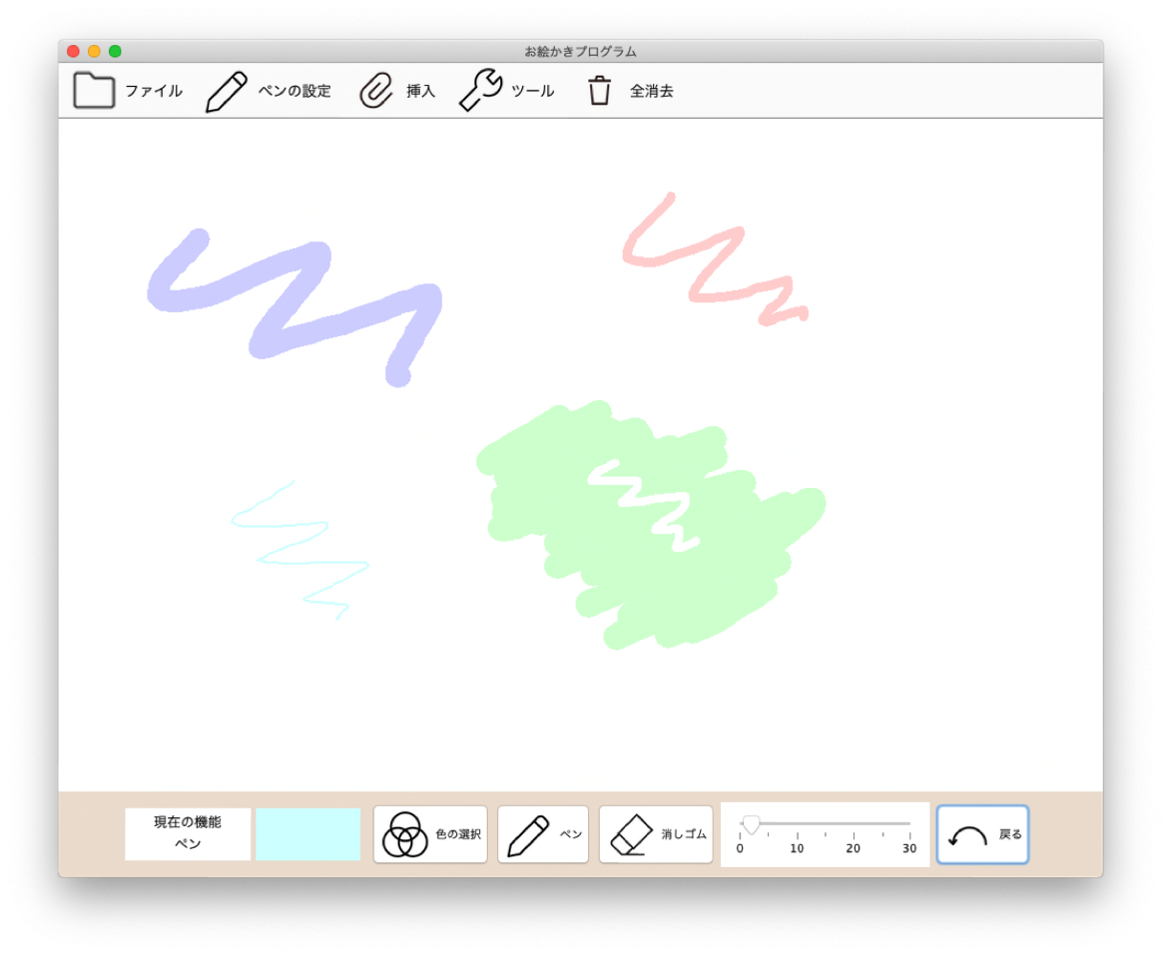 お絵かきプログラム
ファイル ペンの設定 挿入 ツール 全消去
現在の機能
ペン
色の選択 ペン 消しゴム
0 10 20 30
戻る